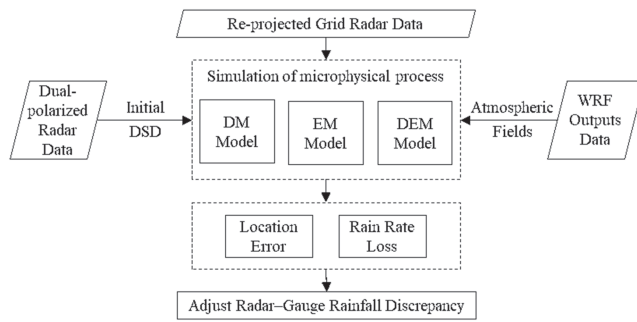 Re-projected Grid Radar Data
Simulation of microphysical process
Dual-
polarized
Radar
Data
Initial
DSD
DM
Model
EM
Model
DEM
Model
Atmospheric
Fields
WRF
Outputs
Data
Location
Error
Rain Rate
Loss
Adjust Radar–Gauge Rainfall Discrepancy